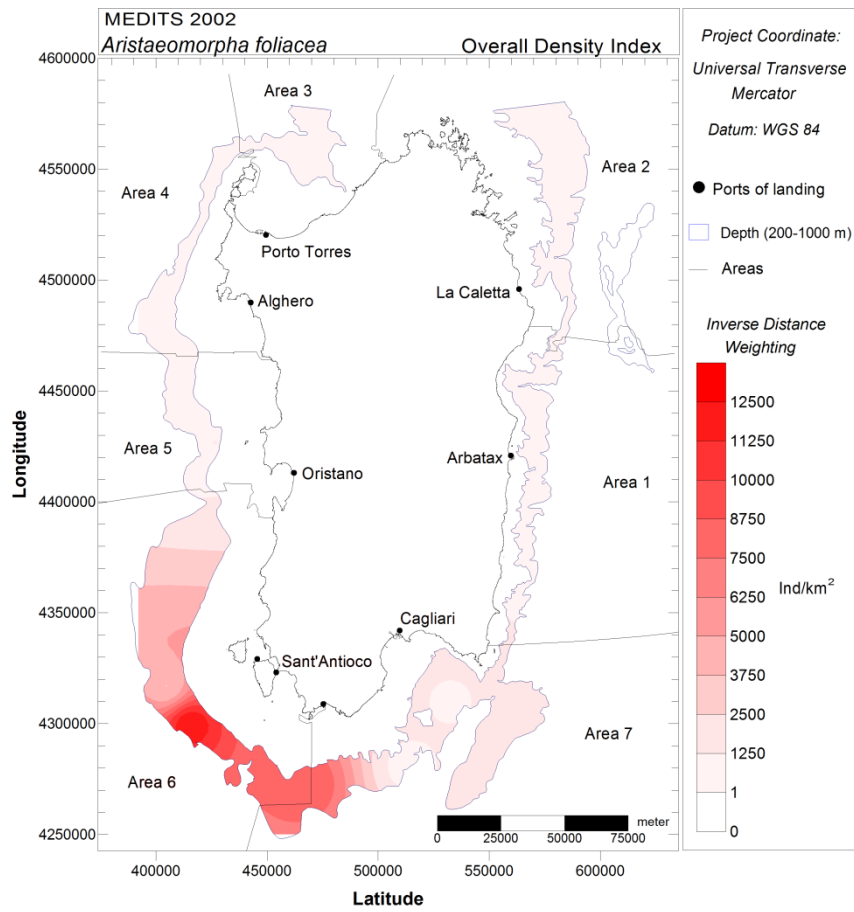 MEDITS 2002
Aristaeomorpha foliacea
Overall Density Index
4600000
4550000
4500000
4450000
4400000
4350000
4300000
4250000
Longitude
400000
450000
500000
550000
600000
Latitude
Area 3
Area 2
Area 4
Porto Torres
Alghero
La Caletta
Area 5
Oristano
Arbatax
Area 1
Cagliari
Sant'Antioco
Area 7
Area 6
meter
0
25000
50000
75000
Project Coordinate:
Universal Transverse
Mercator
Datum: WGS 84
Ports of landing
Depth (200-1000 m)
Areas
Inverse Distance
Weighting
12500
11250
10000
8750
7500
6250
5000
3750
2500
1250
1
0
Ind/km²